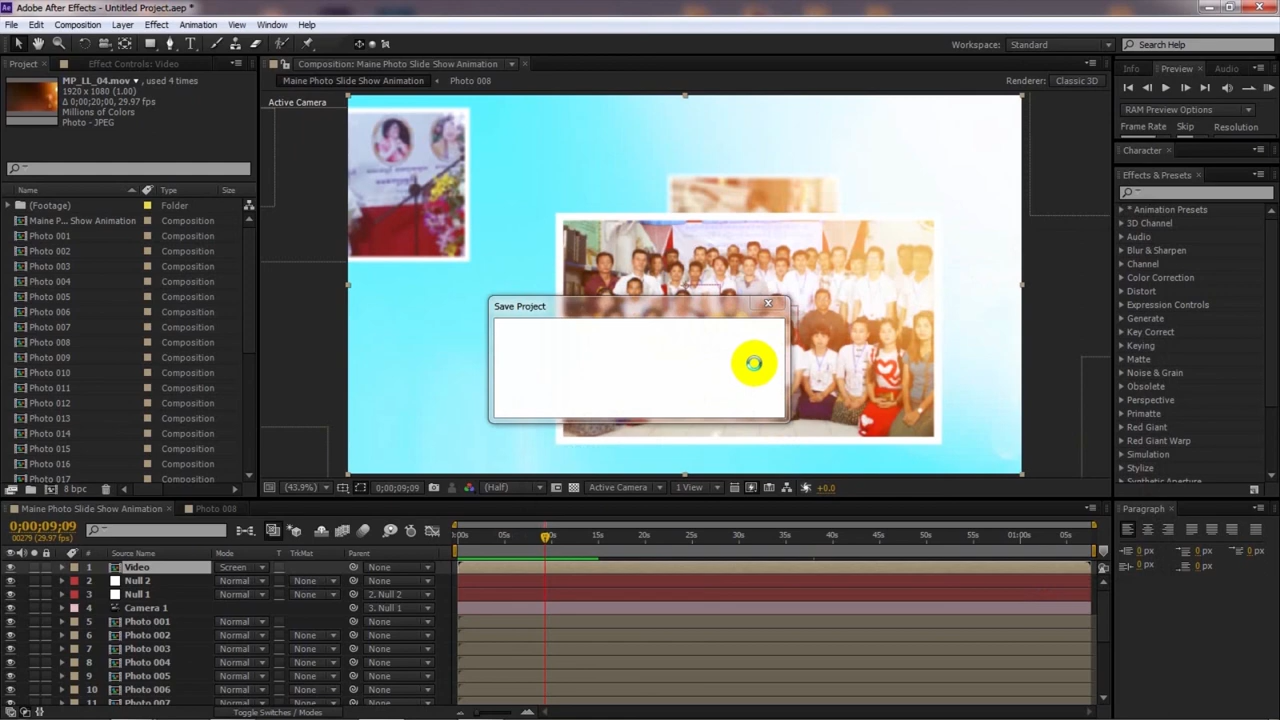 Adobe After Effects - Untitled Project.aep *
File Edit Composition Layer Effect Animation View Window Help
Workspace: Standard Search Help
Project Effect Controls: Video
Composition: Maine Photo Slide Show Animation
Info Preview Audio
MP_LL_04.mov , used 4 times
1920 x 1080 (1.00)
Δ 0;00;20;00, 29.97 fps
Millions of Colors
Photo - JPEG
Maine Photo Slide Show Animation Photo 008
Renderer: Classic 3D
Active Camera
RAM Preview Options
Frame Rate Skip Resolution
Character
Effects & Presets
* Animation Presets
3D Channel
Audio
Blur & Sharpen
Channel
Color Correction
Distort
Expression Controls
Generate
Key Correct
Keying
Matte
Noise & Grain
Obsolete
Perspective
Primatte
Red Giant
Red Giant Warp
Simulation
Stylize
Name Type Size
(Footage) Folder
Maine P... Show Animation Composition
Photo 001 Composition
Photo 002 Composition
Photo 003 Composition
Photo 004 Composition
Photo 005 Composition
Photo 006 Composition
Photo 007 Composition
Photo 008 Composition
Photo 009 Composition
Photo 010 Composition
Photo 011 Composition
Photo 012 Composition
Photo 013 Composition
Photo 014 Composition
Photo 015 Composition
Photo 016 Composition
Photo 017 Composition
Save Project
8 bpc
(43.9%) 0;00;09;09 (Half) Active Camera 1 View +0.0
Maine Photo Slide Show Animation Photo 008
Paragraph
0;00;09;09
00279 (29.97 fps)
:00s 05s 15s 20s 25s 30s 35s 40s 45s 50s 55s 01:00s 05s
# Source Name Mode T TrkMat Parent
1 Video Screen None
2 Null 2 Normal None None
3 Null 1 Normal None 2. Null 2
4 Camera 1 3. Null 1
5 Photo 001 Normal None
6 Photo 002 Normal None None
7 Photo 003 Normal None None
8 Photo 004 Normal None None
9 Photo 005 Normal None None
10 Photo 006 Normal None None
11 Photo 007 Normal None None
Toggle Switches / Modes
0 px 0 px 0 px
0 px 0 px